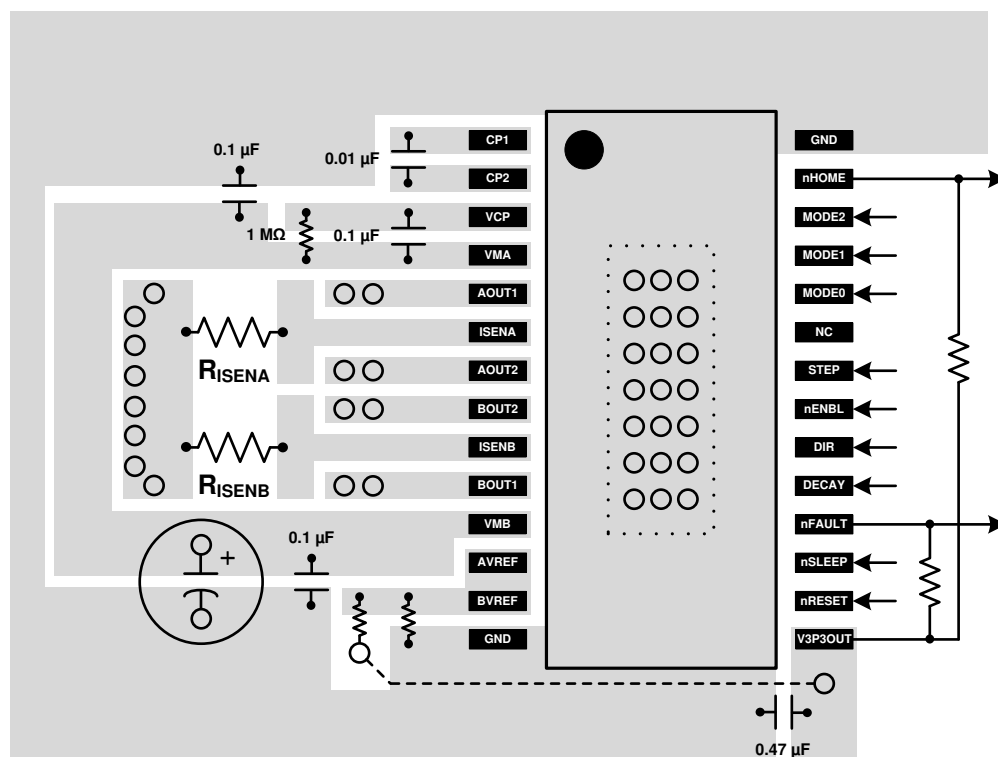 CP1
GND
0.1 µF
0.01 µF
CP2
nHOME
VCP
MODE2
1 MΩ
0.1 µF
VMA
MODE1
AOUT1
MODE0
ISENA
NC
RISENA
AOUT2
STEP
BOUT2
nENBL
ISENB
DIR
RISENB
BOUT1
DECAY
VMB
nFAULT
0.1 µF
+
AVREF
nSLEEP
BVREF
nRESET
GND
V3P3OUT
0.47 µF